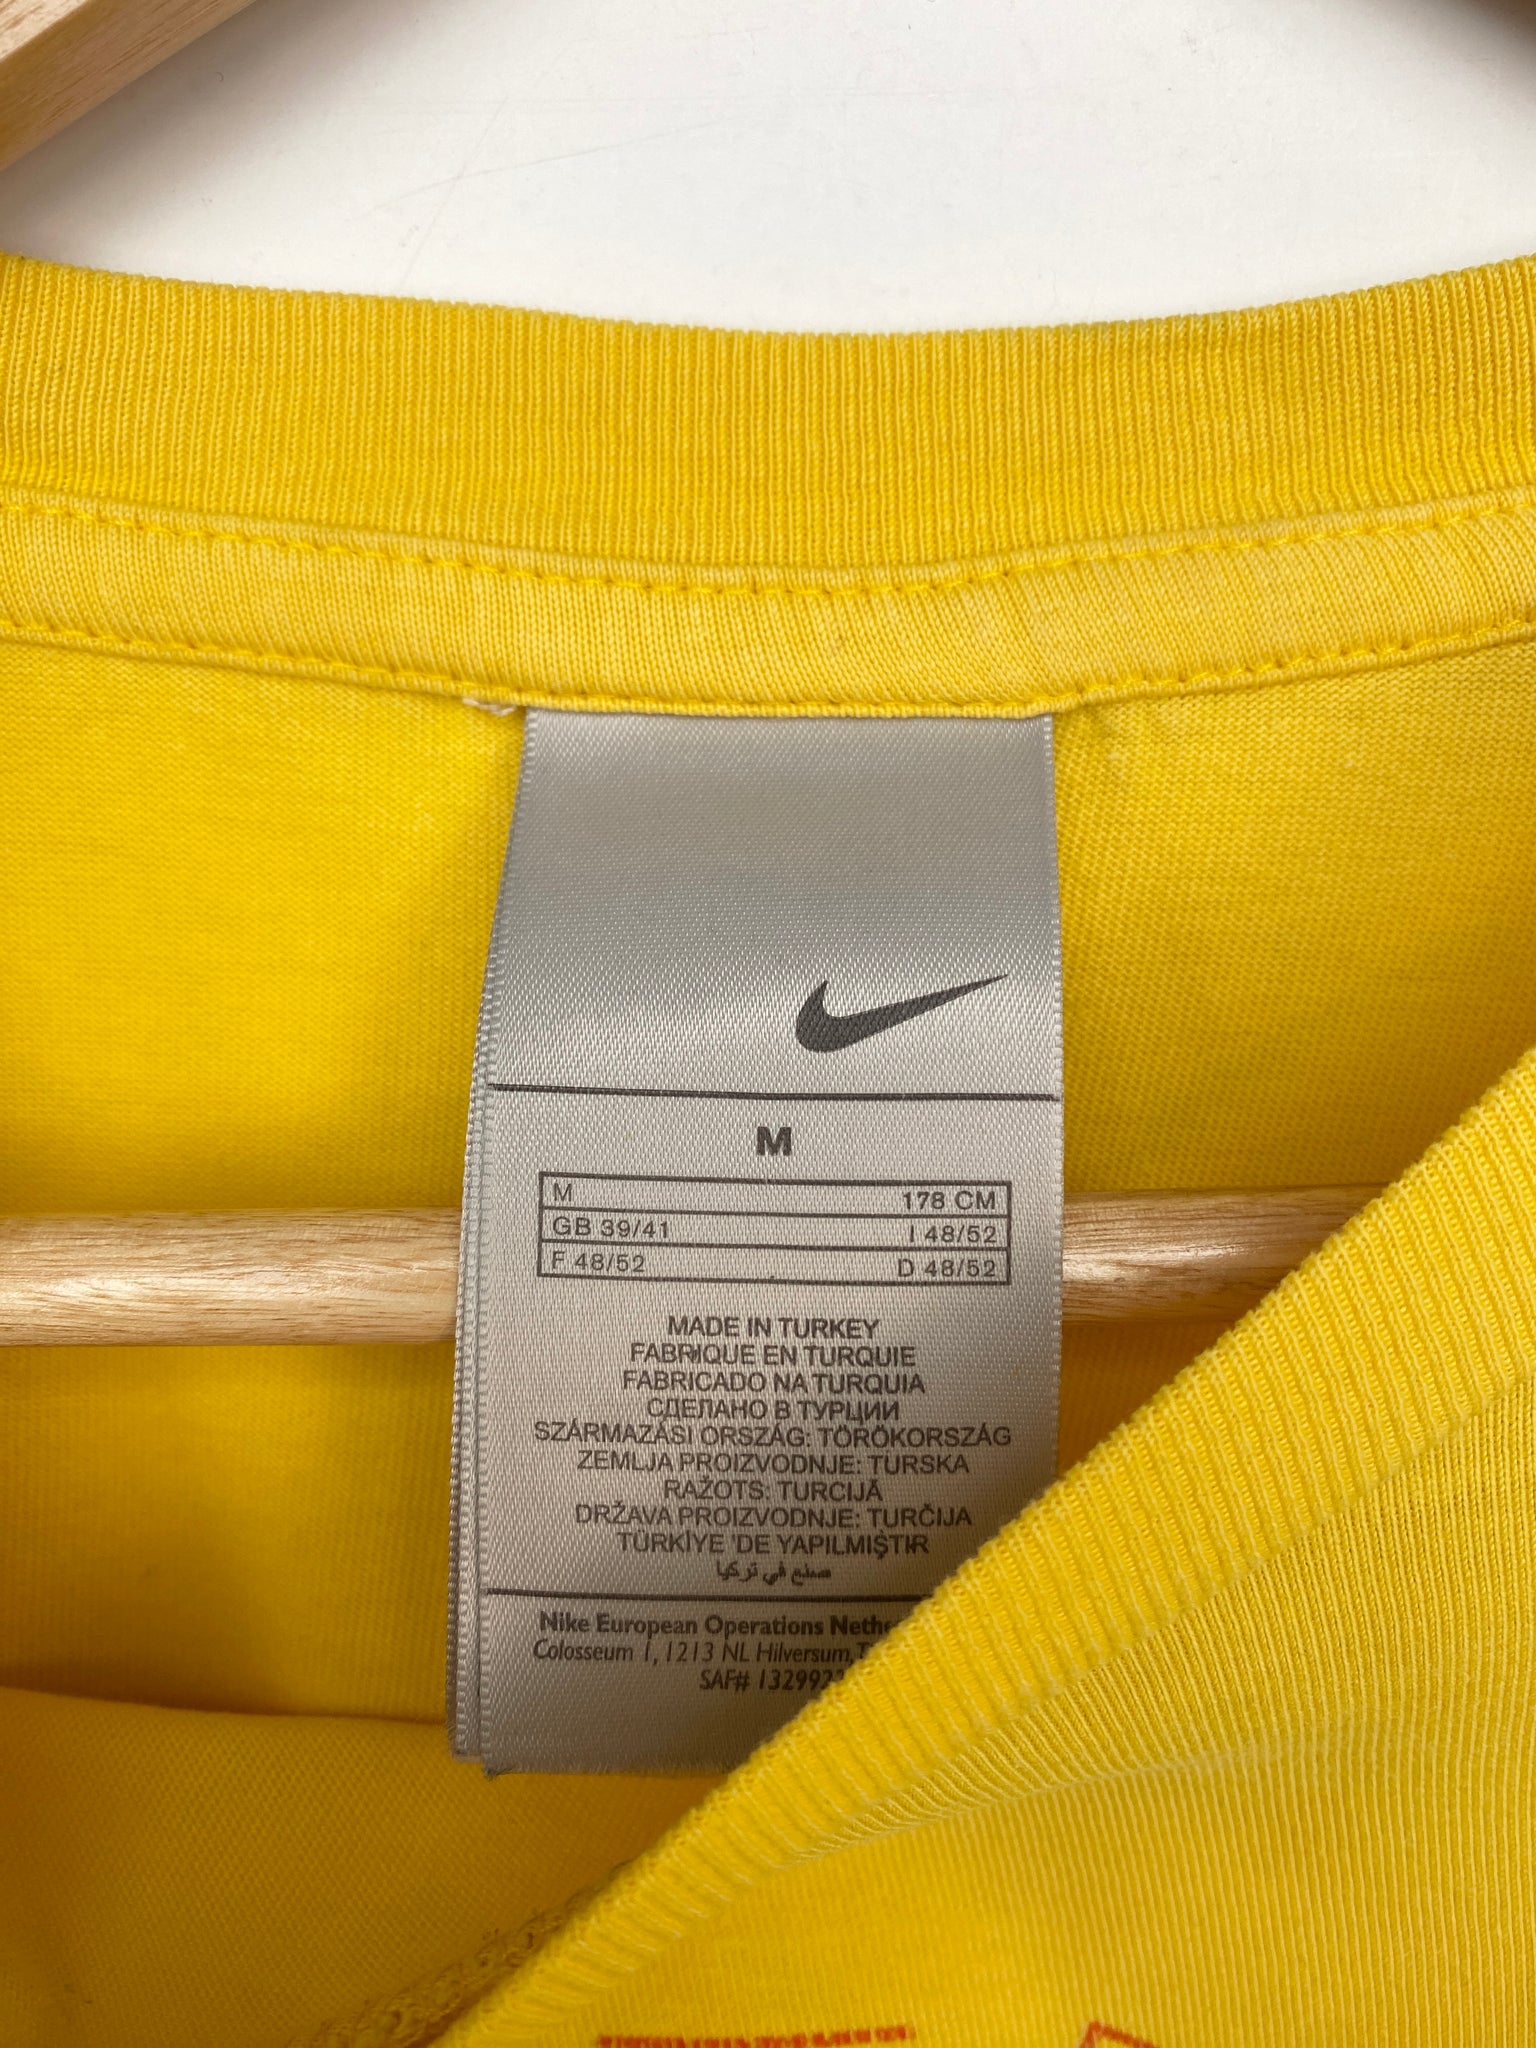 M
M 178 CM
GB 39/41 I 48/52
F 48/52 D 48/52
MADE IN TURKEY
FABRIQUE EN TURQUIE
FABRICADO NA TURQUIA
СДЕЛАНО В ТУРЦИИ
SZÁRMAZÁSI ORSZÁG: TÖRÖKORSZÁG
ZEMLJA PROIZVODNJE: TURSKA
RAŽOTS: TURCIJĀ
DRŽAVA PROIZVODNJE: TURČIJA
TÜRKİYE 'DE YAPILMIŞTIR
صنع في تركيا
Nike European Operations
Colosseum 1, 1213 NL Hilversum,
SAF#